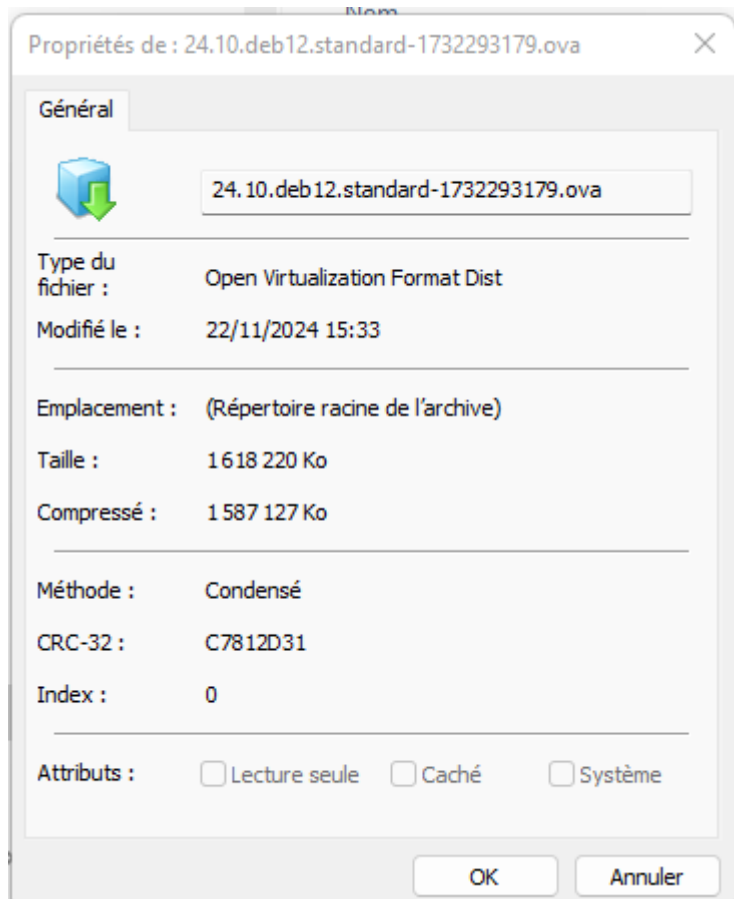 Nom
Propriétés de : 24.10.deb12.standard-1732293179.ova
Général
24.10.deb12.standard-1732293179.ova
Type du
fichier :
Open Virtualization Format Dist
Modifié le : 22/11/2024 15:33
Emplacement : (Répertoire racine de l’archive)
Taille : 1 618 220 Ko
Compressé : 1 587 127 Ko
Méthode : Condensé
CRC-32 : C7812D31
Index : 0
Attributs : Lecture seule Caché Système
OK Annuler